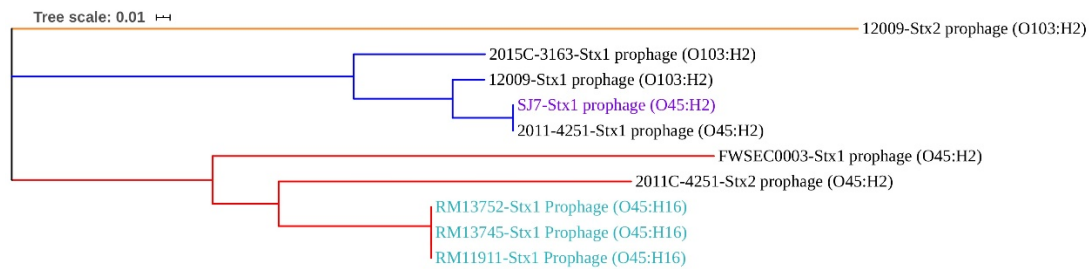 Tree scale: 0.01
12009-Stx2 prophage (O103:H2)
2015C-3163-Stx1 prophage (O103:H2)
12009-Stx1 prophage (O103:H2)
SJ7-Stx1 prophage (O45:H2)
2011-4251-Stx1 prophage (O45:H2)
FWSEC0003-Stx1 prophage (O45:H2)
2011C-4251-Stx2 prophage (O45:H2)
RM13752-Stx1 Prophage (O45:H16)
RM13745-Stx1 Prophage (O45:H16)
RM11911-Stx1 Prophage (O45:H16)